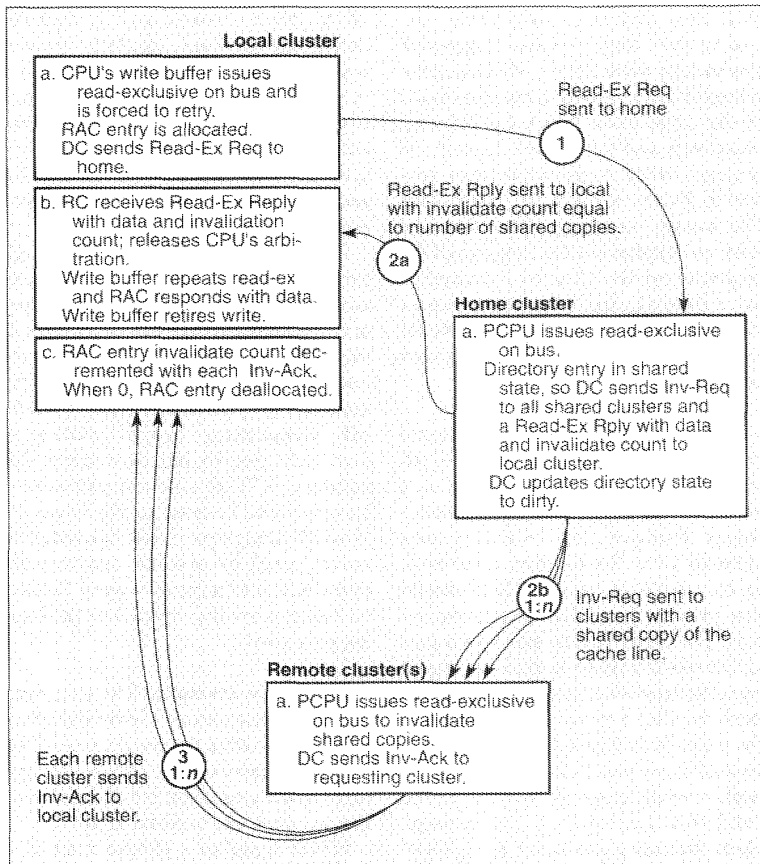 Local cluster
a. CPU's write buffer issues
read-exclusive on bus and
is forced to retry.
RAC entry is allocated.
DC sends Read-Ex Req to
home.
Read-Ex Req
sent to home
1
b. RC receives Read-Ex Reply
with data and invalidation
count; releases CPU's arbi-
tration.
Write buffer repeats read-ex
and RAC responds with data.
Write buffer retires write.
Read-Ex Rply sent to local
with invalidate count equal
to number of shared copies.
2a
c. RAC entry invalidate count dec-
remented with each Inv-Ack.
When 0, RAC entry deallocated.
Home cluster
a. PCPU issues read-exclusive
on bus.
Directory entry in shared
state, so DC sends Inv-Req
to all shared clusters and
a Read-Ex Rply with data
and invalidate count to
local cluster.
DC updates directory state
to dirty.
2b
1:n
Inv-Req sent to
clusters with a
shared copy of the
cache line.
Remote cluster(s)
a. PCPU issues read-exclusive
on bus to invalidate
shared copies.
DC sends Inv-Ack to
requesting cluster.
3
1:n
Each remote
cluster sends
Inv-Ack to
local cluster.